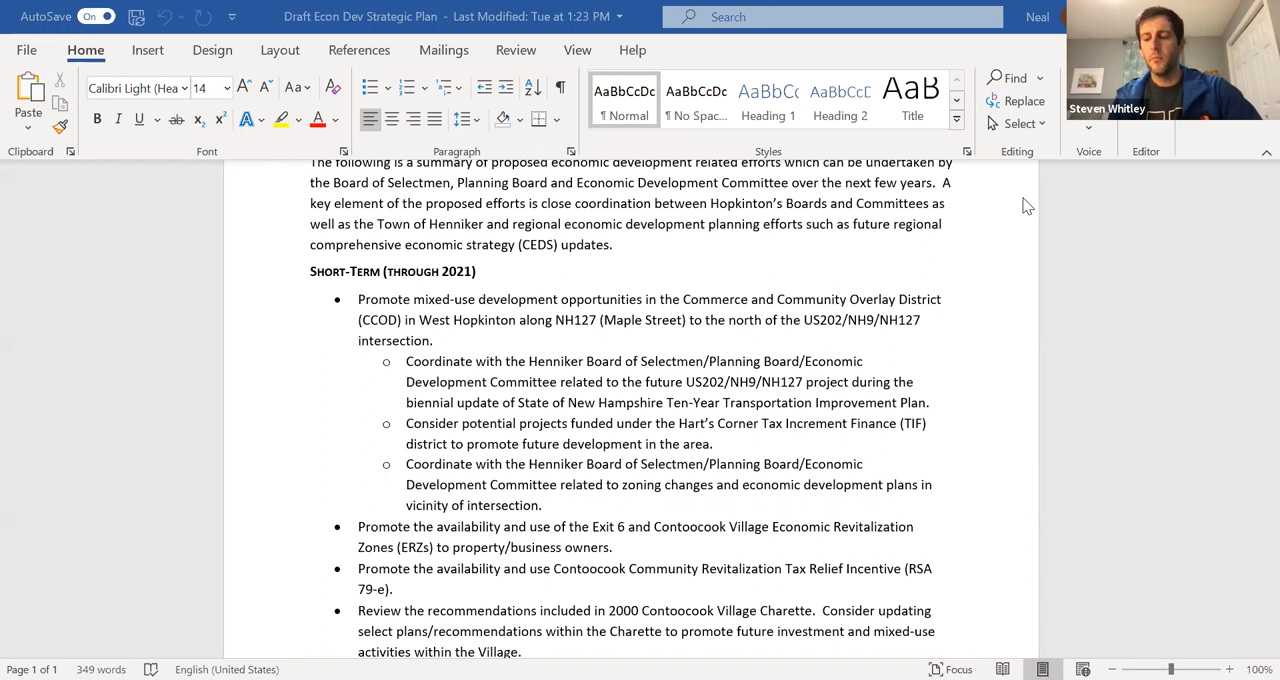 AutoSave On Draft Econ Dev Strategic Plan - Last Modified: Tue at 1:23 PM Search Neal
File Home Insert Design Layout References Mailings Review View Help
Calibri Light (Hea 14 Aa
AaBbCcDc AaBbCcDc AaBbCc AaBbCcD AaB
Find
Replace
Select
Steven Whitley
Paste
B I U ab x₂ x² A A
¶ Normal ¶ No Spac... Heading 1 Heading 2 Title
Clipboard Font Paragraph Styles Editing Voice Editor
The following is a summary of proposed economic development related efforts which can be undertaken by
the Board of Selectmen, Planning Board and Economic Development Committee over the next few years. A
key element of the proposed efforts is close coordination between Hopkinton's Boards and Committees as
well as the Town of Henniker and regional economic development planning efforts such as future regional
comprehensive economic strategy (CEDS) updates.
SHORT-TERM (THROUGH 2021)
• Promote mixed-use development opportunities in the Commerce and Community Overlay District
(CCOD) in West Hopkinton along NH127 (Maple Street) to the north of the US202/NH9/NH127
intersection.
o Coordinate with the Henniker Board of Selectmen/Planning Board/Economic
Development Committee related to the future US202/NH9/NH127 project during the
biennial update of State of New Hampshire Ten-Year Transportation Improvement Plan.
o Consider potential projects funded under the Hart's Corner Tax Increment Finance (TIF)
district to promote future development in the area.
o Coordinate with the Henniker Board of Selectmen/Planning Board/Economic
Development Committee related to zoning changes and economic development plans in
vicinity of intersection.
• Promote the availability and use of the Exit 6 and Contoocook Village Economic Revitalization
Zones (ERZs) to property/business owners.
• Promote the availability and use Contoocook Community Revitalization Tax Relief Incentive (RSA
79-e).
• Review the recommendations included in 2000 Contoocook Village Charette. Consider updating
select plans/recommendations within the Charette to promote future investment and mixed-use
activities within the Village.
Page 1 of 1 349 words English (United States) Focus 100%